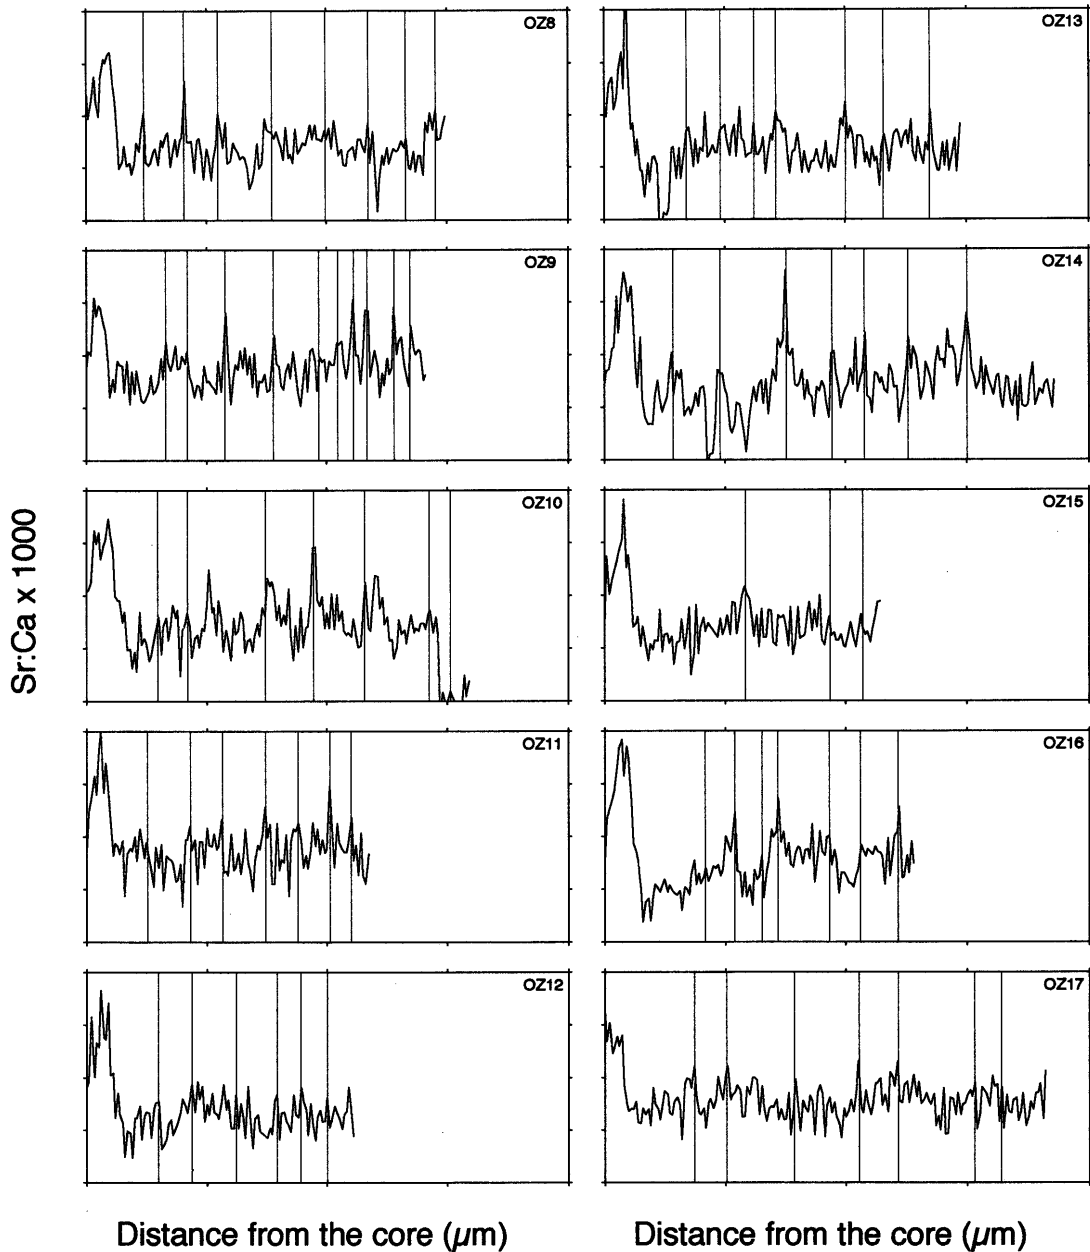 OZ8
OZ13
OZ9
OZ14
OZ10
OZ15
OZ11
OZ16
OZ12
OZ17
Sr:Ca x 1000
Distance from the core (µm)
Distance from the core (µm)